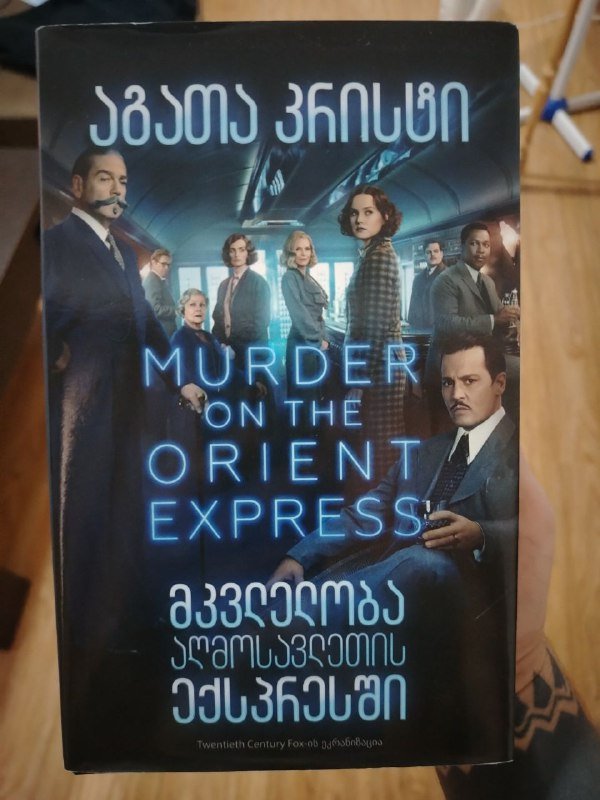 აგათა კრისტი
MURDER
ON THE
ORIENT
EXPRESS
მკვლელობა
აღმოსავლეთის
ექსპრესში
Twentieth Century Fox-ის ეკრანიზაცია